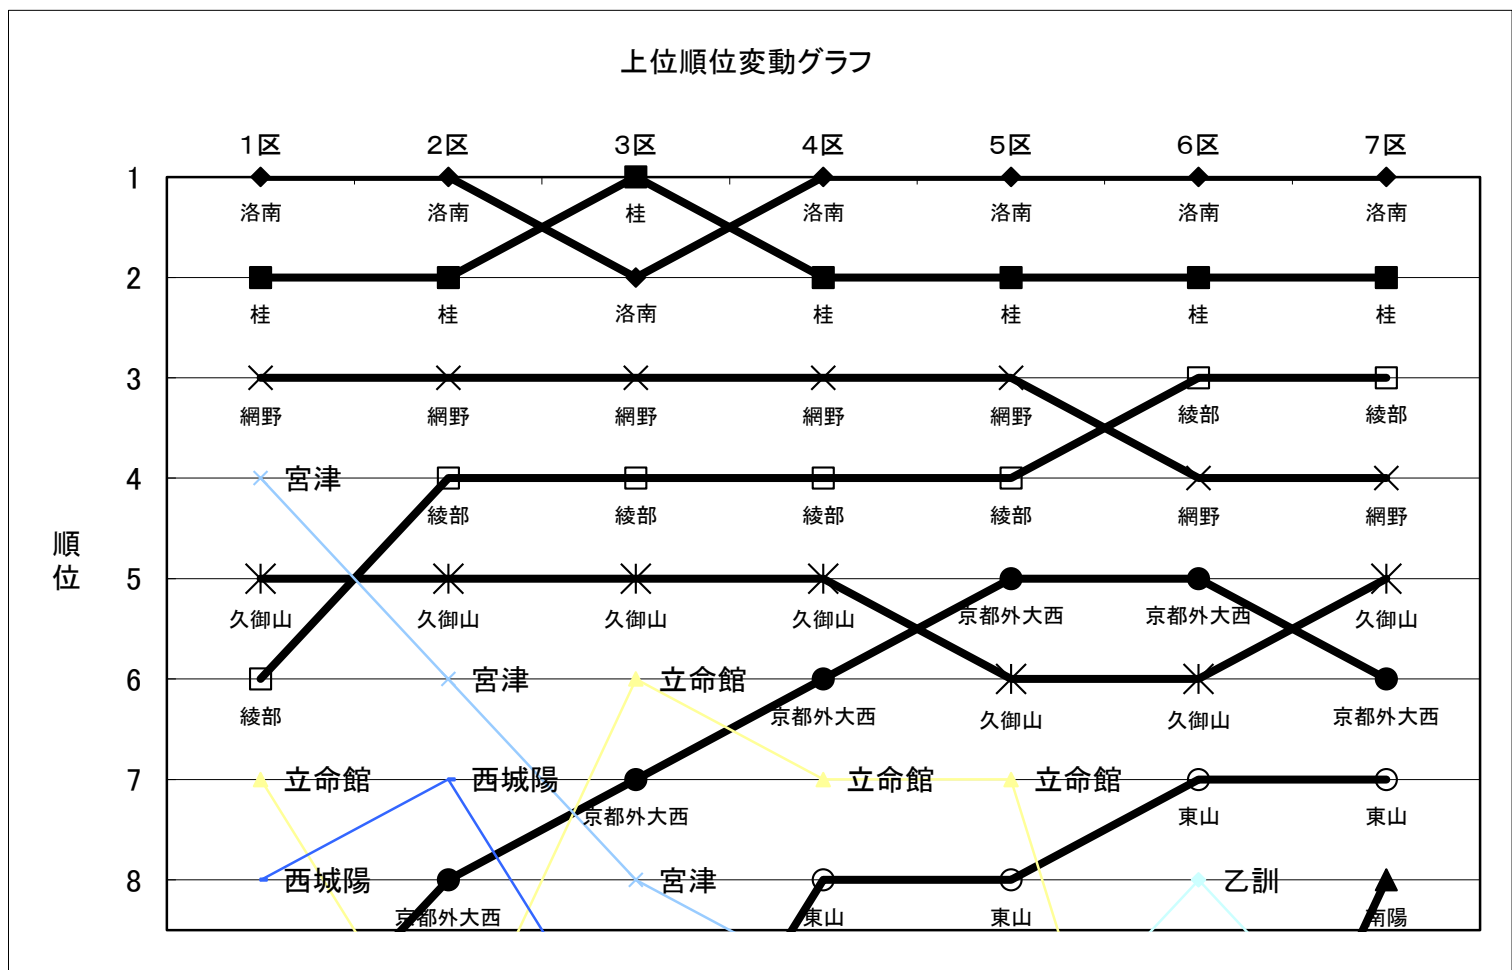 上位順位変動グラフ
１区 ２区 ３区 ４区 ５区 ６区 ７区
1
洛南 洛南 桂 洛南 洛南 洛南 洛南
2
桂 桂 洛南 桂 桂 桂 桂
3
網野 網野 網野 網野 網野 綾部 綾部
4 宮津
綾部 綾部 綾部 綾部 網野 網野
順位
5
久御山 久御山 久御山 久御山 京都外大西 京都外大西 久御山
6 宮津 立命館
綾部 京都外大西 久御山 久御山 京都外大西
7 立命館 西城陽 立命館 立命館
京都外大西 東山 東山
8 西城陽 宮津 乙訓
京都外大西 東山 東山 南陽